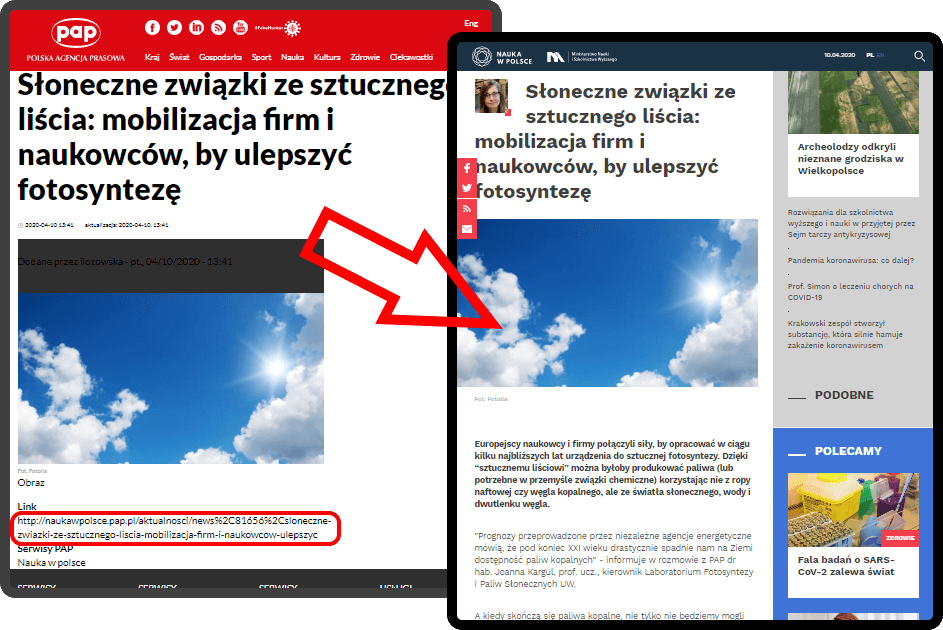 pap
POLSKA AGENCJA PRASOWA
#FakeHunter
Eng
Kraj Świat Gospodarka Sport Nauka Kultura Zdrowie Ciekawostki
Słoneczne związki ze sztucznego
liścia: mobilizacja firm i
naukowców, by ulepszyć
fotosyntezę
2020-04-10 13:41 aktualizacja: 2020-04-10, 13:41
Dodane przez ilozowska - pt., 04/10/2020 - 13:41
Fot. Fotolia
Obraz
Link
http://naukawpolsce.pap.pl/aktualnosci/news%2C81656%2Csloneczne-
zwiazki-ze-sztucznego-liscia-mobilizacja-firm-i-naukowcow-ulepszyc
Serwisy PAP
Nauka w polsce
SERWISY SERWISY SERWISY USŁUGI
NAUKA
W POLSCE
Ministerstwo Nauki
i Szkolnictwa Wyższego
10.04.2020 PL EN
Słoneczne związki ze
sztucznego liścia:
mobilizacja firm i
naukowców, by ulepszyć
fotosyntezę
Fot. Fotolia
Europejscy naukowcy i firmy połączyli siły, by opracować w ciągu
kilku najbliższych lat urządzenia do sztucznej fotosyntezy. Dzięki
"sztucznemu liściowi" można byłoby produkować paliwa (lub
potrzebne w przemyśle związki chemiczne) korzystając nie z ropy
naftowej czy węgla kopalnego, ale ze światła słonecznego, wody i
dwutlenku węgla.
"Prognozy przeprowadzone przez niezależne agencje energetyczne
mówią, że pod koniec XXI wieku drastycznie spadnie nam na Ziemi
dostępność paliw kopalnych" - informuje w rozmowie z PAP dr
hab. Joanna Kargul, prof. ucz., kierownik Laboratorium Fotosyntezy
i Paliw Słonecznych UW.
A kiedy skończą się paliwa kopalne, nie tylko nie będziemy mogli
Archeolodzy odkryli
nieznane grodziska w
Wielkopolsce
Rozwiązania dla szkolnictwa
wyższego i nauki w przyjętej przez
Sejm tarczy antykryzysowej
Pandemia koronawirusa: co dalej?
Prof. Simon o leczeniu chorych na
COVID-19
Krakowski zespół stworzył
substancję, która silnie hamuje
zakażenie koronawirusem
PODOBNE
POLECAMY
ZDROWIE
Fala badań o SARS-
CoV-2 zalewa świat